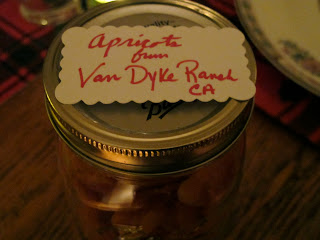 Apricots
from
Van Dyke Ranch
CA